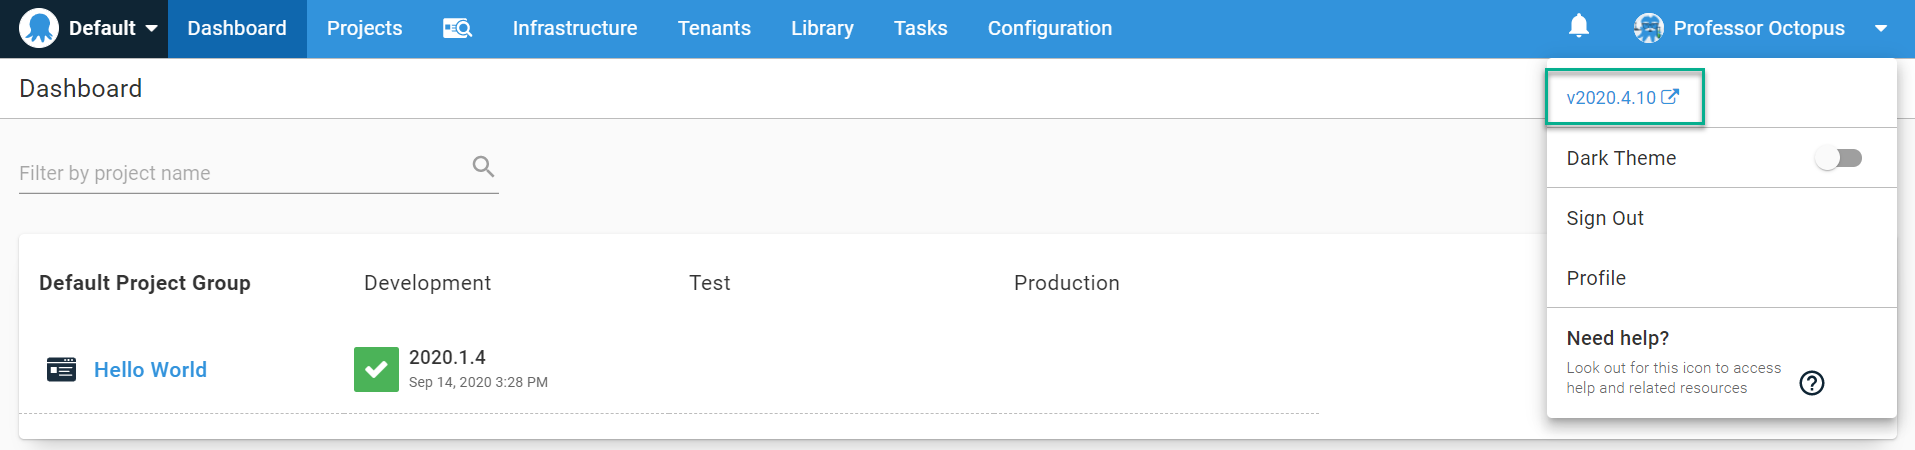 Default Dashboard Projects Infrastructure Tenants Library Tasks Configuration Professor Octopus
Dashboard
v2020.4.10
Filter by project name
Dark Theme
Sign Out
Default Project Group Development Test Production
Profile
Need help?
Look out for this icon to access
help and related resources
Hello World
2020.1.4
Sep 14, 2020 3:28 PM